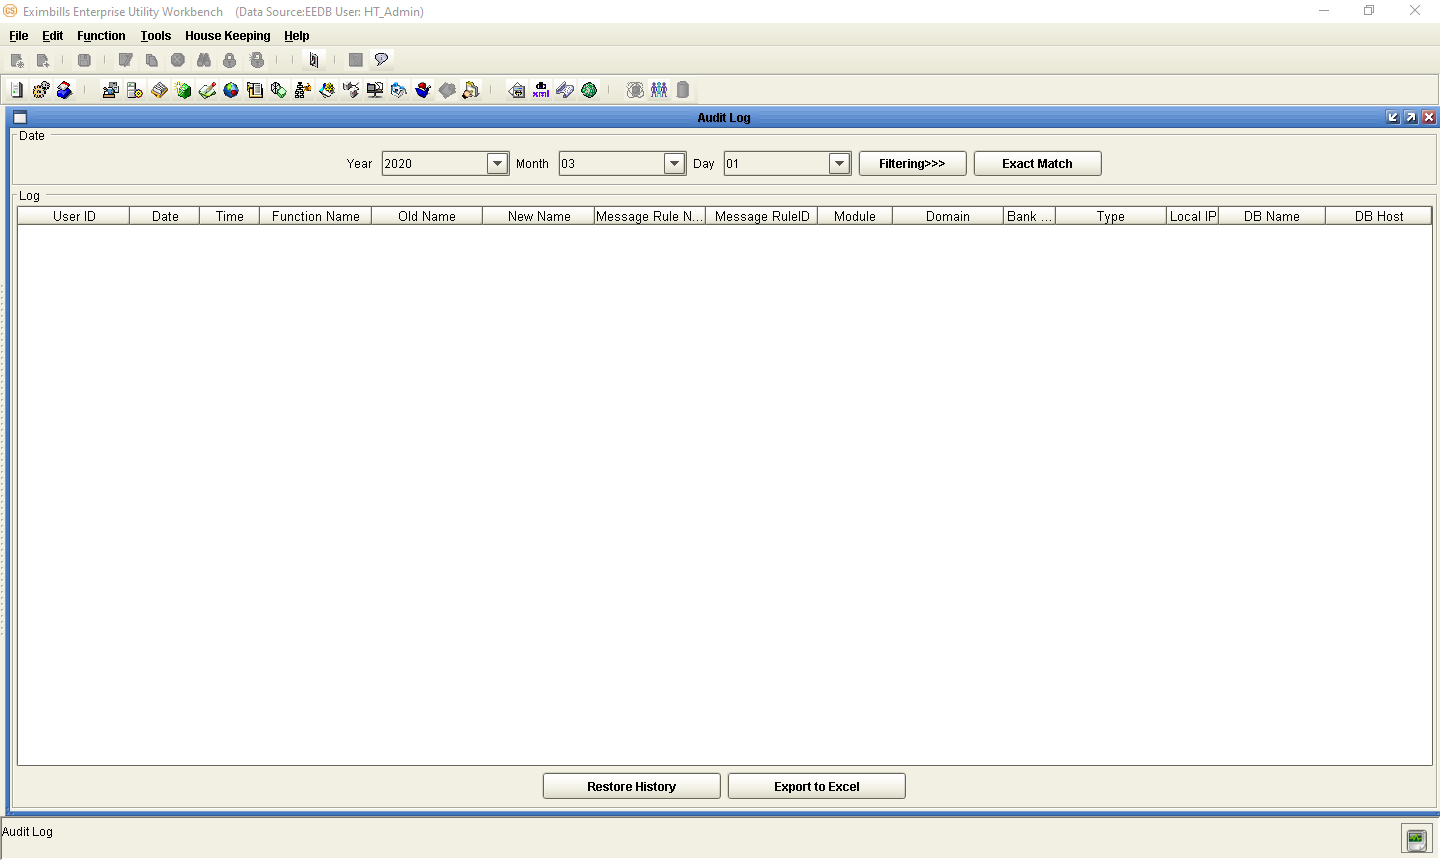 Eximbills Enterprise Utility Workbench (Data Source:EEDB User: HT_Admin)
File Edit Function Tools House Keeping Help
db
xml
Audit Log
Date
Year 2020 Month 03 Day 01 Filtering>>> Exact Match
Log
User ID Date Time Function Name Old Name New Name Message Rule N... Message RuleID Module Domain Bank ... Type Local IP DB Name DB Host
Restore History Export to Excel
Audit Log